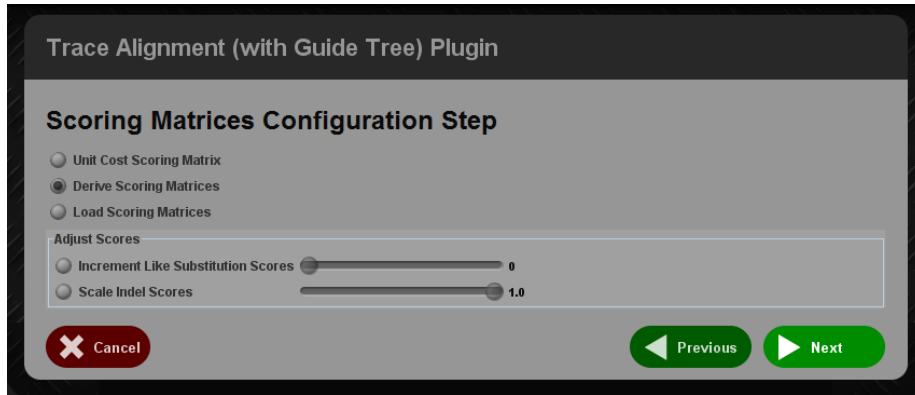 Trace Alignment (with Guide Tree) Plugin
Scoring Matrices Configuration Step
Unit Cost Scoring Matrix
Derive Scoring Matrices
Load Scoring Matrices
Adjust Scores
Increment Like Substitution Scores 0
Scale Indel Scores 1.0
Cancel Previous Next